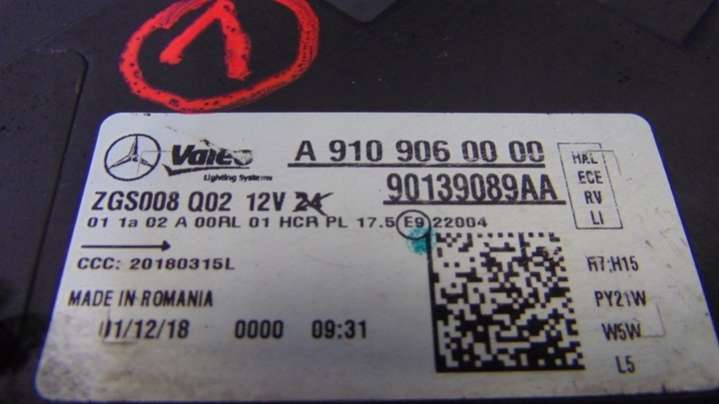 1
Valeo
Lighting Systems
A 910 906 00 00
90139089AA
HAL
ECE
RV
LI
ZGS008 Q02 12V 24
01 1a 02 A 00RL 01 HCR PL 17.5 E9 22004
CCC: 20180315L
MADE IN ROMANIA
01/12/18 0000 09:31
H7;H15
PY21W
W5W
L5